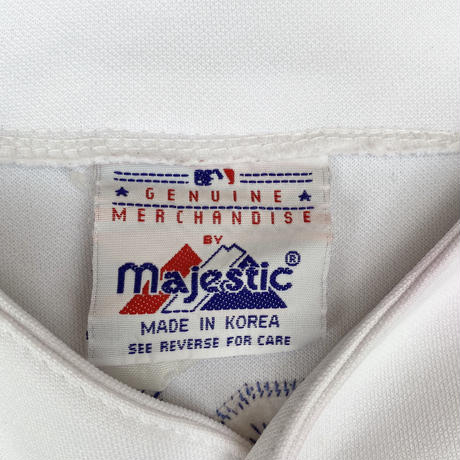 GENUINE
MERCHANDISE
BY
Majestic®
MADE IN KOREA
SEE REVERSE FOR CARE